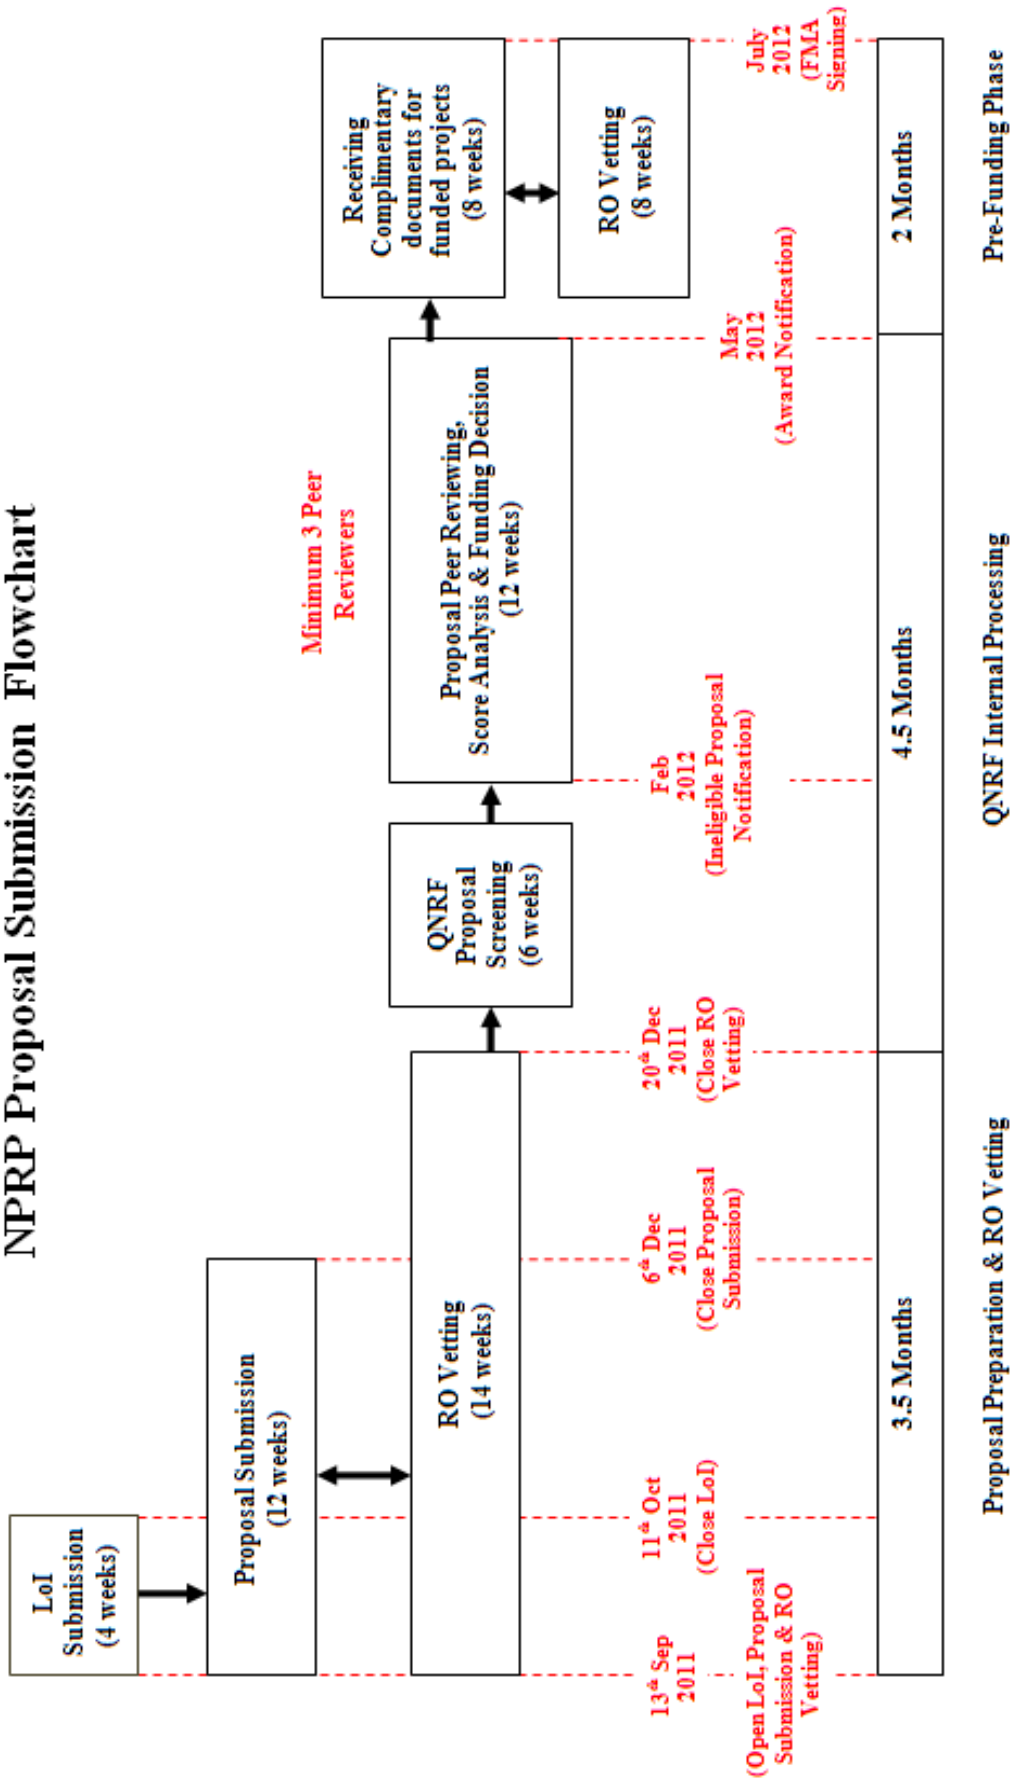 NPRP Proposal Submission Flowchart
LoI
Submission
(4 weeks)
Proposal Submission
(12 weeks)
RO Vetting
(14 weeks)
QNRF
Proposal
Screening
(6 weeks)
Minimum 3 Peer
Reviewers
Proposal Peer Reviewing,
Score Analysis & Funding Decision
(12 weeks)
Receiving
Complimentary
documents for
funded projects
(8 weeks)
RO Vetting
(8 weeks)
13th Sep
2011
(Open LoI, Proposal
Submission & RO
Vetting)
11th Oct
2011
(Close LoI)
6th Dec
2011
(Close Proposal
Submission)
20th Dec
2011
(Close RO
Vetting)
Feb
2012
(Ineligible Proposal
Notification)
May
2012
(Award Notification)
July
2012
(FMA
Signing)
3.5 Months
4.5 Months
2 Months
Proposal Preparation & RO Vetting
QNRF Internal Processing
Pre-Funding Phase